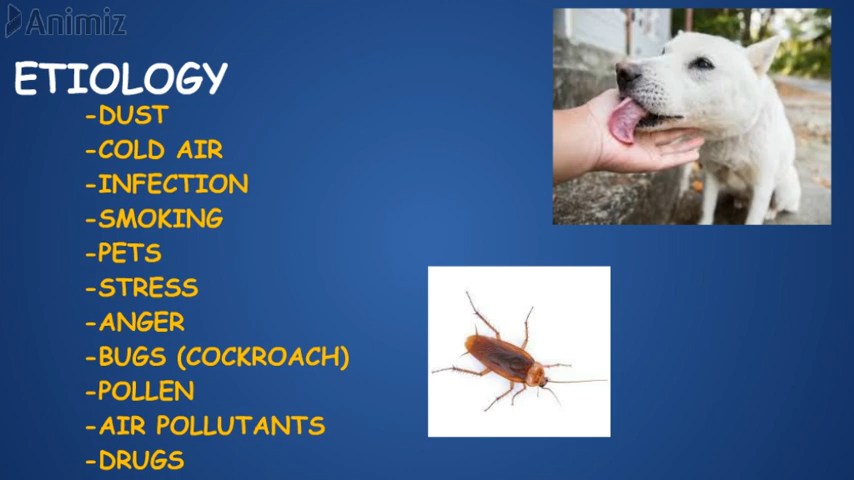 Animiz
ETIOLOGY
-DUST
-COLD AIR
-INFECTION
-SMOKING
-PETS
-STRESS
-ANGER
-BUGS (COCKROACH)
-POLLEN
-AIR POLLUTANTS
-DRUGS